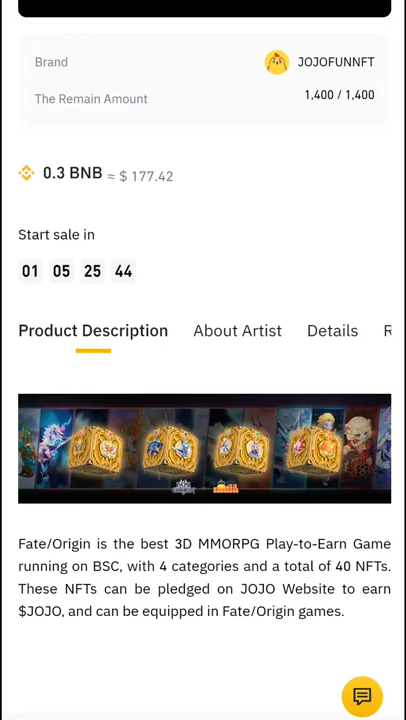 Brand
JOJOFUNNFT
The Remain Amount
1,400 / 1,400
0.3 BNB ≈ $ 177.42
Start sale in
01 05 25 44
Product Description About Artist Details R
Fate/Origin is the best 3D MMORPG Play-to-Earn Game
running on BSC, with 4 categories and a total of 40 NFTs.
These NFTs can be pledged on JOJO Website to earn
$JOJO, and can be equipped in Fate/Origin games.